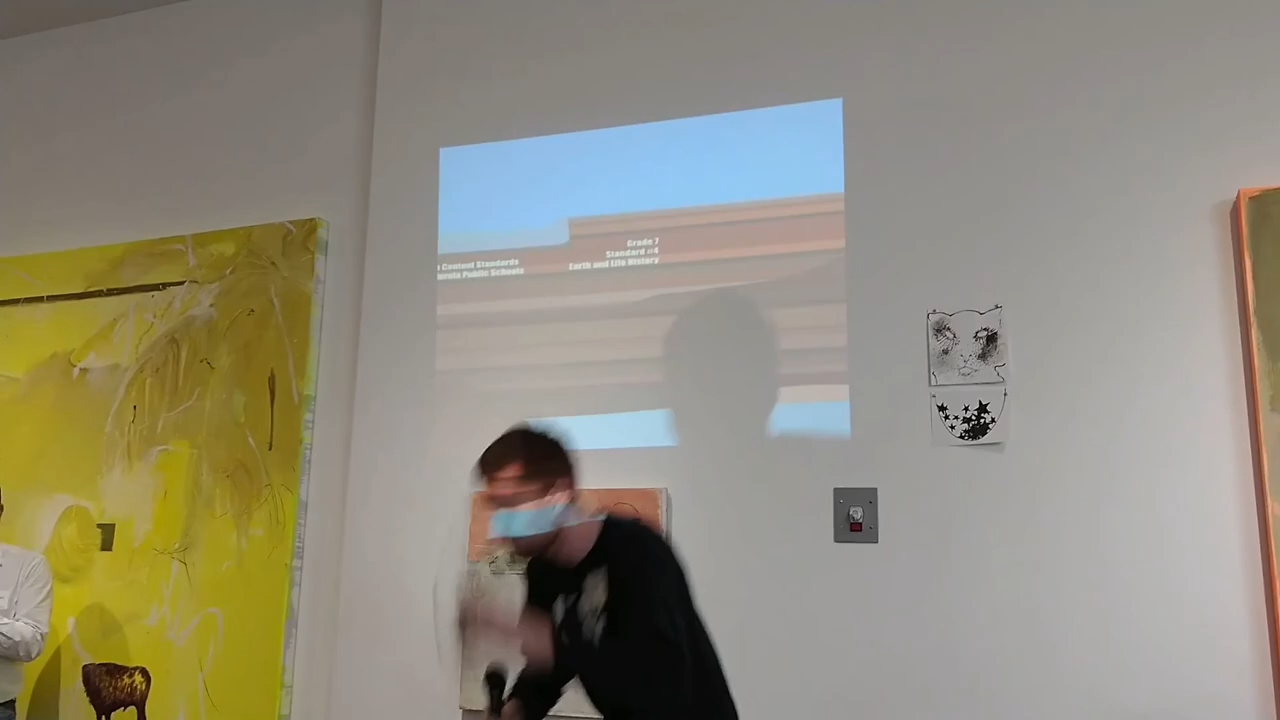 Content Standards
Public Schools
Grade 7
Standard #4
Earth and Life History